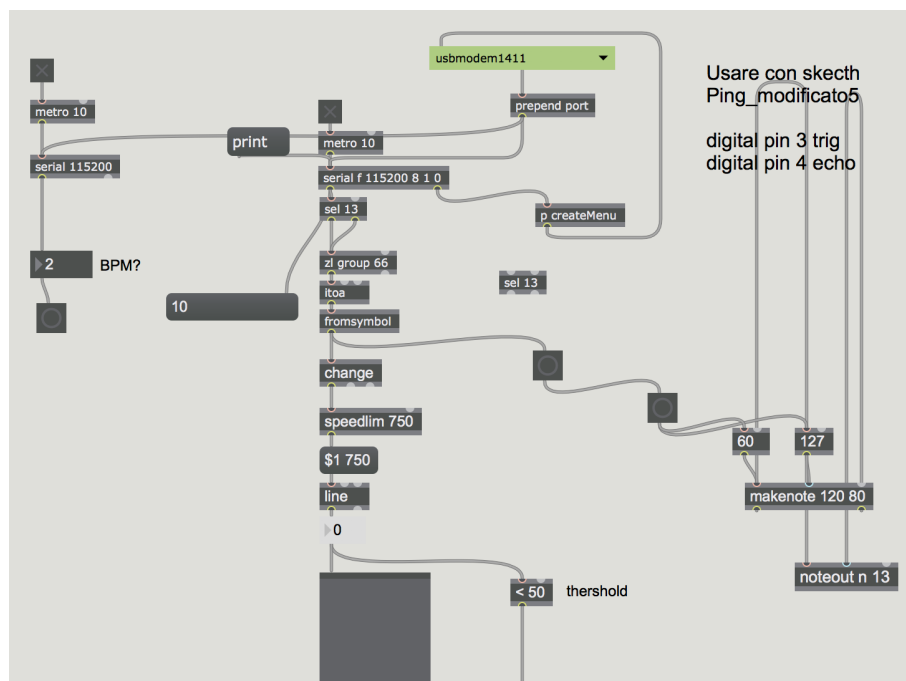 usbmodem1411
Usare con skecth
Ping_modificato5
digital pin 3 trig
digital pin 4 echo
metro 10
prepend port
print
metro 10
serial 115200
serial f 115200 8 1 0
sel 13
p createMenu
2
BPM?
zl group 66
sel 13
itoa
10
fromsymbol
change
speedlim 750
60
127
$1 750
line
makenote 120 80
0
noteout n 13
< 50
thershold